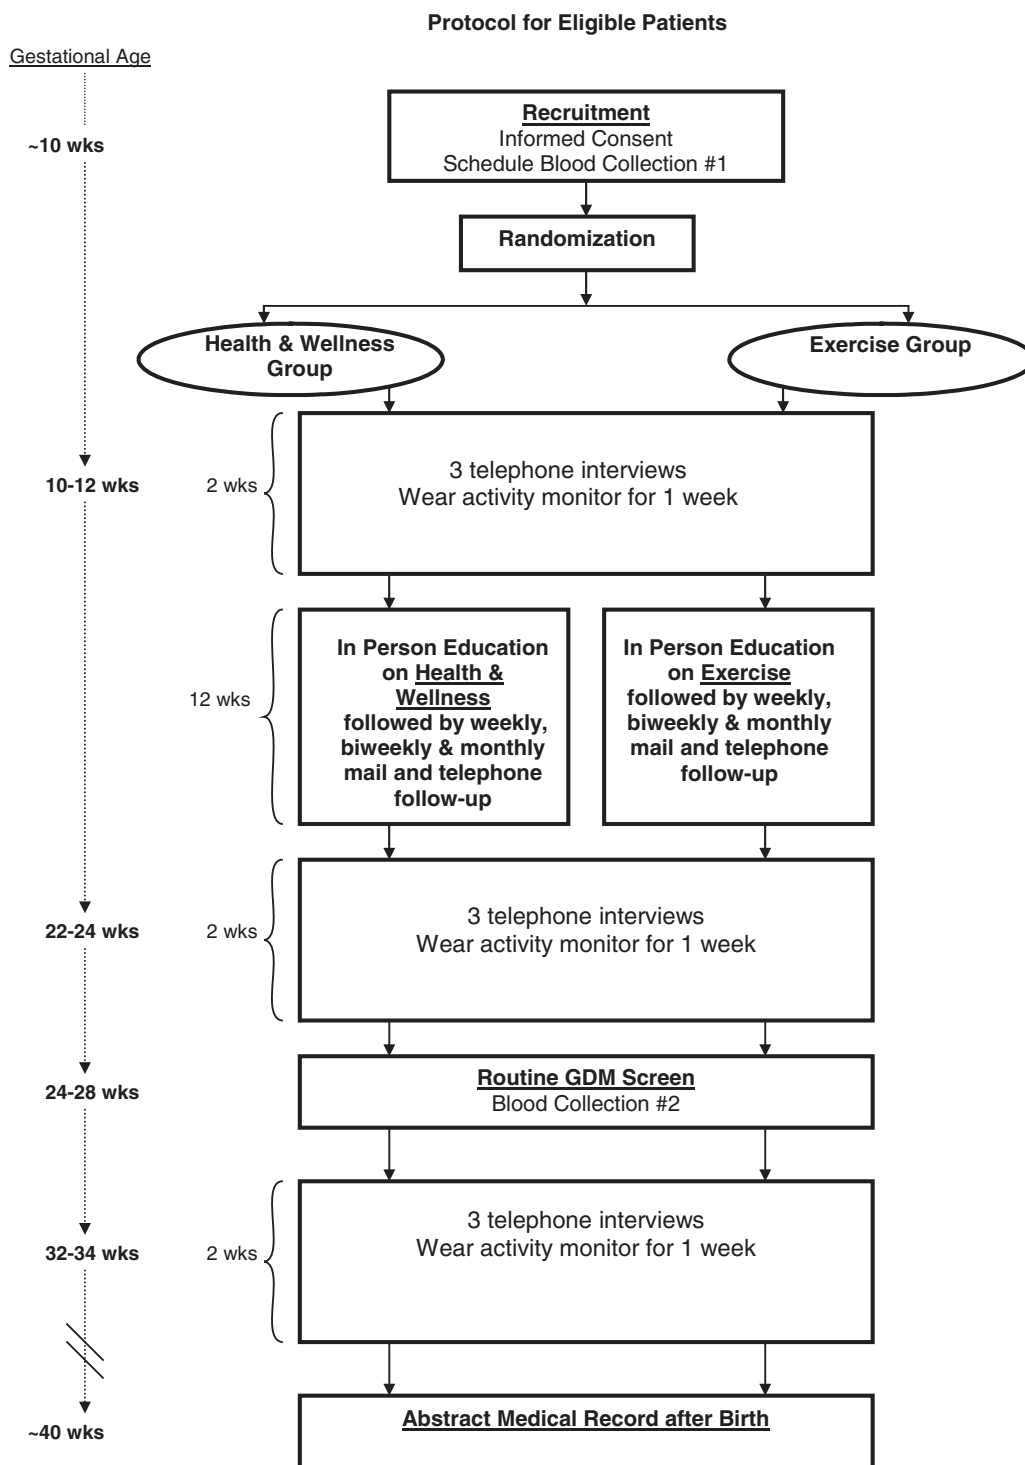 Protocol for Eligible Patients
Gestational Age
~10 wks
Recruitment
Informed Consent
Schedule Blood Collection #1
Randomization
Health & Wellness
Group
Exercise Group
10-12 wks
2 wks
3 telephone interviews
Wear activity monitor for 1 week
12 wks
In Person Education
on Health &
Wellness
followed by weekly,
biweekly & monthly
mail and telephone
follow-up
In Person Education
on Exercise
followed by weekly,
biweekly & monthly
mail and telephone
follow-up
22-24 wks
2 wks
3 telephone interviews
Wear activity monitor for 1 week
24-28 wks
Routine GDM Screen
Blood Collection #2
32-34 wks
2 wks
3 telephone interviews
Wear activity monitor for 1 week
~40 wks
Abstract Medical Record after Birth